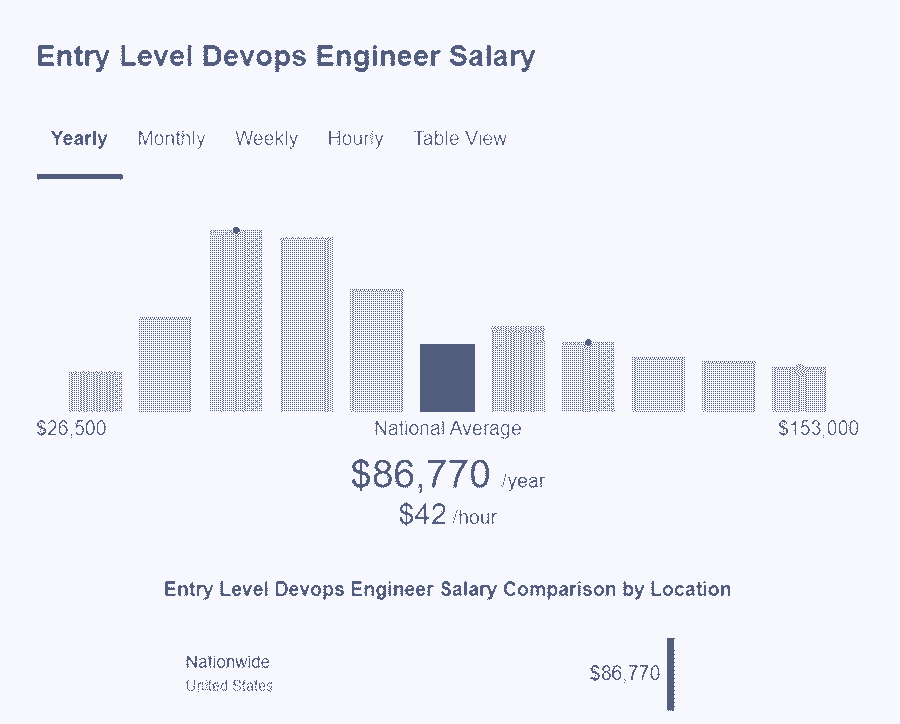 Entry Level Devops Engineer Salary
Yearly Monthly Weekly Hourly Table View
$26,500 National Average $153,000
$86,770 /year
$42 /hour
Entry Level Devops Engineer Salary Comparison by Location
Nationwide
United States
$86,770